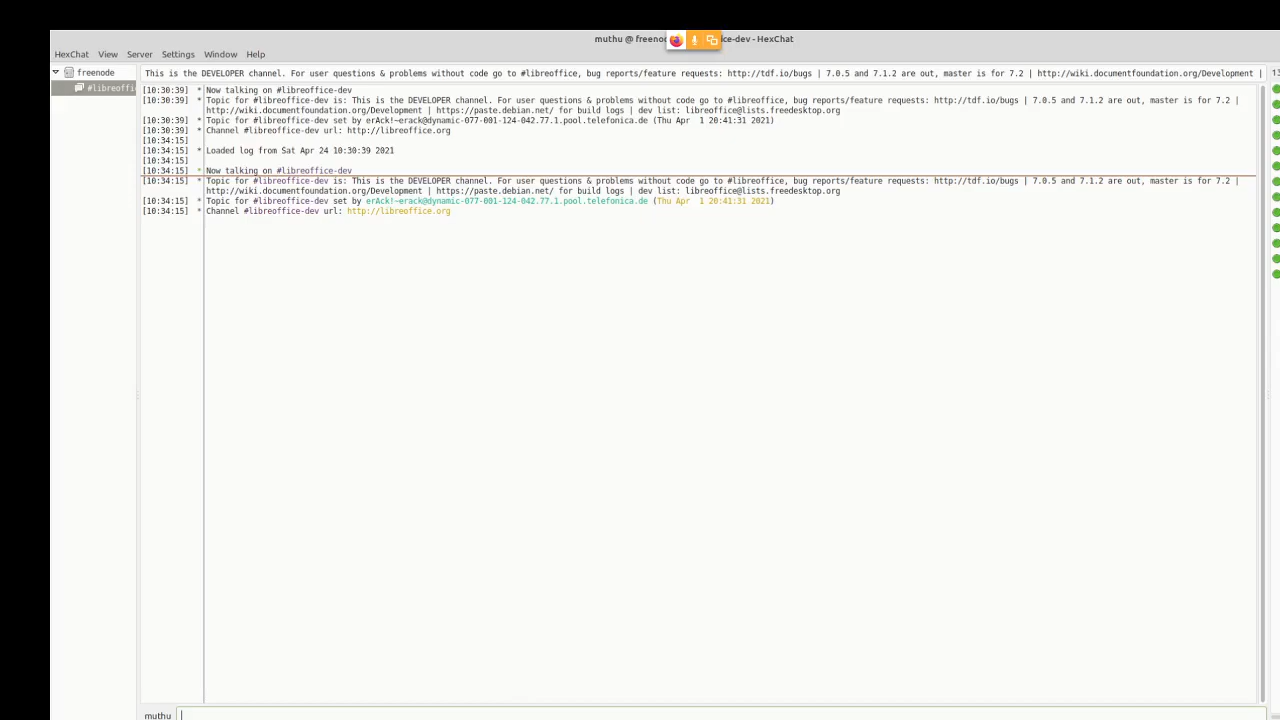 muthu @ freenod ice-dev - HexChat
HexChat View Server Settings Window Help
freenode
#libreoffi
This is the DEVELOPER channel. For user questions & problems without code go to #libreoffice, bug reports/feature requests: http://tdf.io/bugs | 7.0.5 and 7.1.2 are out, master is for 7.2 | http://wiki.documentfoundation.org/Development |
[10:30:39] * Now talking on #libreoffice-dev
[10:30:39] * Topic for #libreoffice-dev is: This is the DEVELOPER channel. For user questions & problems without code go to #libreoffice, bug reports/feature requests: http://tdf.io/bugs | 7.0.5 and 7.1.2 are out, master is for 7.2 |
http://wiki.documentfoundation.org/Development | https://paste.debian.net/ for build logs | dev list: libreoffice@lists.freedesktop.org
[10:30:39] * Topic for #libreoffice-dev set by erAck!~erack@dynamic-077-001-124-042.77.1.pool.telefonica.de (Thu Apr  1 20:41:31 2021)
[10:30:39] * Channel #libreoffice-dev url: http://libreoffice.org
[10:34:15]
[10:34:15] * Loaded log from Sat Apr 24 10:30:39 2021
[10:34:15]
[10:34:15] * Now talking on #libreoffice-dev
[10:34:15] * Topic for #libreoffice-dev is: This is the DEVELOPER channel. For user questions & problems without code go to #libreoffice, bug reports/feature requests: http://tdf.io/bugs | 7.0.5 and 7.1.2 are out, master is for 7.2 |
http://wiki.documentfoundation.org/Development | https://paste.debian.net/ for build logs | dev list: libreoffice@lists.freedesktop.org
[10:34:15] * Topic for #libreoffice-dev set by erAck!~erack@dynamic-077-001-124-042.77.1.pool.telefonica.de (Thu Apr  1 20:41:31 2021)
[10:34:15] * Channel #libreoffice-dev url: http://libreoffice.org
muthu